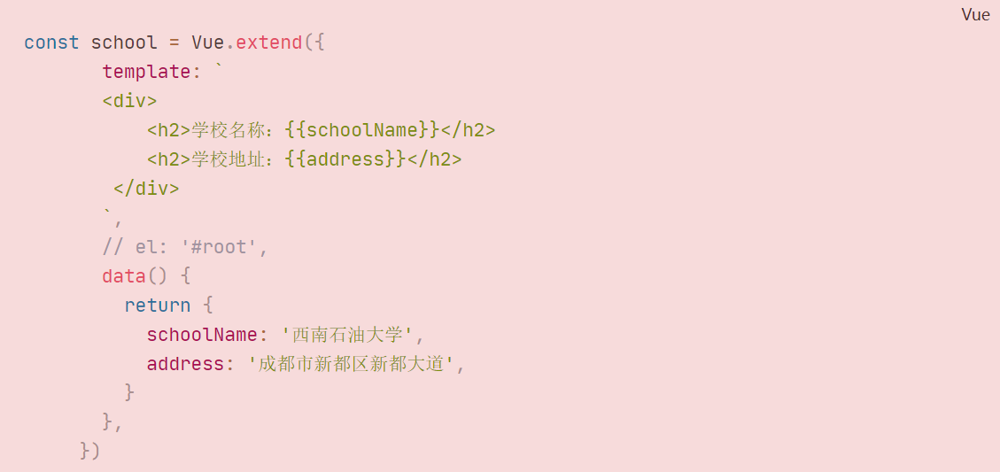 Vue
const school = Vue.extend({
template: `
<div>
<h2>学校名称：{{schoolName}}</h2>
<h2>学校地址：{{address}}</h2>
</div>
`,
// el: '#root',
data() {
return {
schoolName: '西南石油大学',
address: '成都市新都区新都大道',
}
},
})